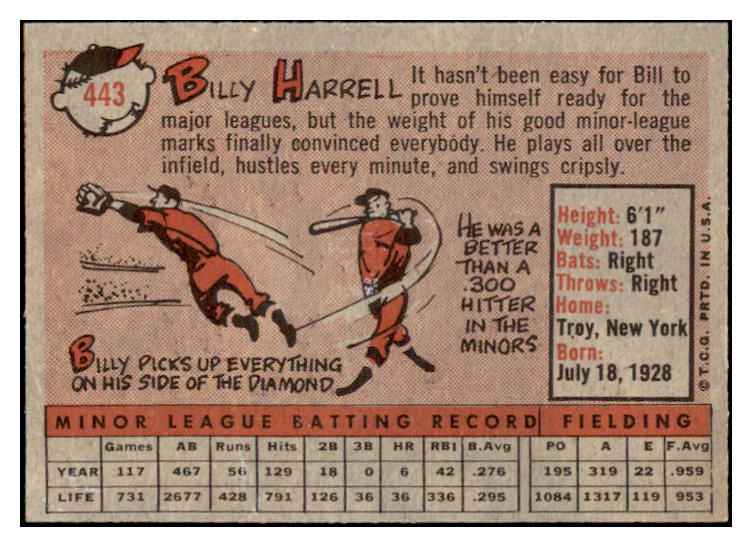 443
BILLY HARRELL
It hasn't been easy for Bill to
prove himself ready for the
major leagues, but the weight of his good minor-league
marks finally convinced everybody. He plays all over the
infield, hustles every minute, and swings cripsly.
BILLY PICKS UP EVERYTHING
ON HIS SIDE OF THE DIAMOND
HE WAS A
BETTER
THAN A
.300
HITTER
IN THE
MINORS
Height: 6'1"
Weight: 187
Bats: Right
Throws: Right
Home:
Troy, New York
Born:
July 18, 1928
© T.C.G. PRTD. IN U.S.A.
MINOR LEAGUE BATTING RECORD FIELDING
Games AB Runs Hits 2B 3B HR RBI B.Avg PO A E F.Avg
YEAR 117 467 56 129 18 0 6 42 .276 195 319 22 .959
LIFE 731 2677 428 791 126 36 36 336 .295 1084 1317 119 953